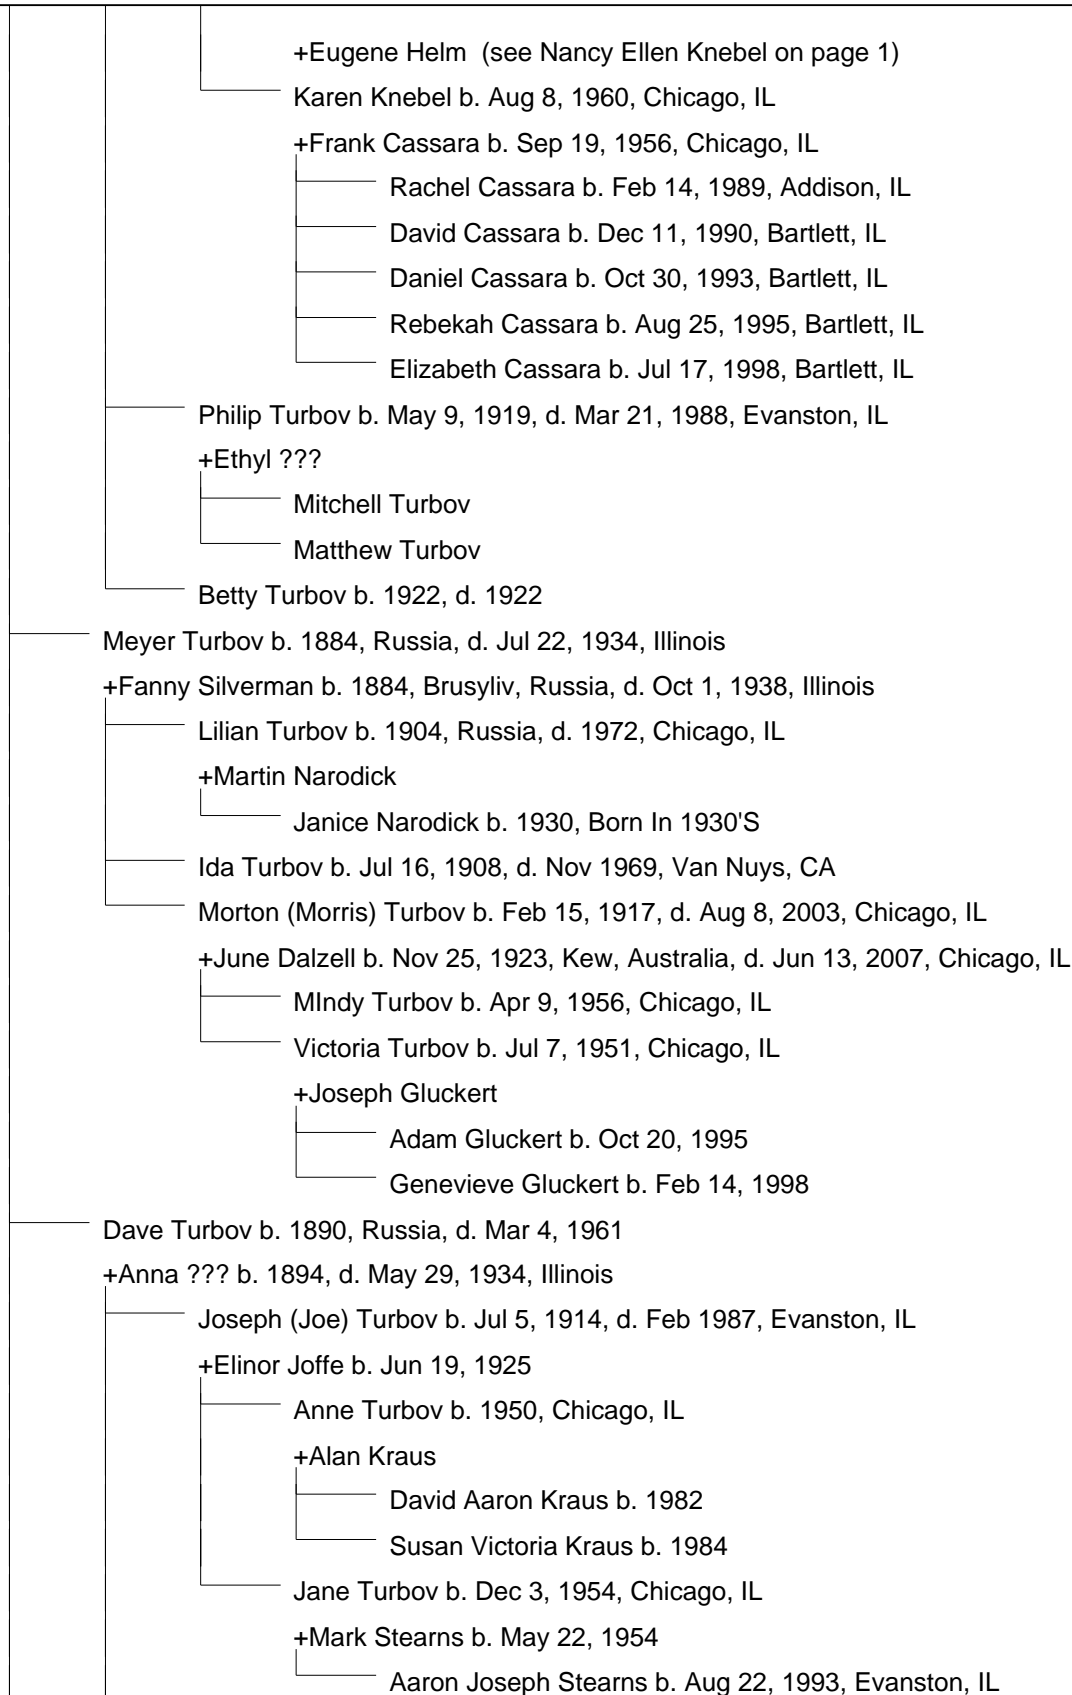 +Eugene Helm  (see Nancy Ellen Knebel on page 1)
Karen Knebel b. Aug 8, 1960, Chicago, IL
+Frank Cassara b. Sep 19, 1956, Chicago, IL
Rachel Cassara b. Feb 14, 1989, Addison, IL
David Cassara b. Dec 11, 1990, Bartlett, IL
Daniel Cassara b. Oct 30, 1993, Bartlett, IL
Rebekah Cassara b. Aug 25, 1995, Bartlett, IL
Elizabeth Cassara b. Jul 17, 1998, Bartlett, IL
Philip Turbov b. May 9, 1919, d. Mar 21, 1988, Evanston, IL
+Ethyl ???
Mitchell Turbov
Matthew Turbov
Betty Turbov b. 1922, d. 1922
Meyer Turbov b. 1884, Russia, d. Jul 22, 1934, Illinois
+Fanny Silverman b. 1884, Brusyliv, Russia, d. Oct 1, 1938, Illinois
Lilian Turbov b. 1904, Russia, d. 1972, Chicago, IL
+Martin Narodick
Janice Narodick b. 1930, Born In 1930'S
Ida Turbov b. Jul 16, 1908, d. Nov 1969, Van Nuys, CA
Morton (Morris) Turbov b. Feb 15, 1917, d. Aug 8, 2003, Chicago, IL
+June Dalzell b. Nov 25, 1923, Kew, Australia, d. Jun 13, 2007, Chicago, IL
MIndy Turbov b. Apr 9, 1956, Chicago, IL
Victoria Turbov b. Jul 7, 1951, Chicago, IL
+Joseph Gluckert
Adam Gluckert b. Oct 20, 1995
Genevieve Gluckert b. Feb 14, 1998
Dave Turbov b. 1890, Russia, d. Mar 4, 1961
+Anna ??? b. 1894, d. May 29, 1934, Illinois
Joseph (Joe) Turbov b. Jul 5, 1914, d. Feb 1987, Evanston, IL
+Elinor Joffe b. Jun 19, 1925
Anne Turbov b. 1950, Chicago, IL
+Alan Kraus
David Aaron Kraus b. 1982
Susan Victoria Kraus b. 1984
Jane Turbov b. Dec 3, 1954, Chicago, IL
+Mark Stearns b. May 22, 1954
Aaron Joseph Stearns b. Aug 22, 1993, Evanston, IL